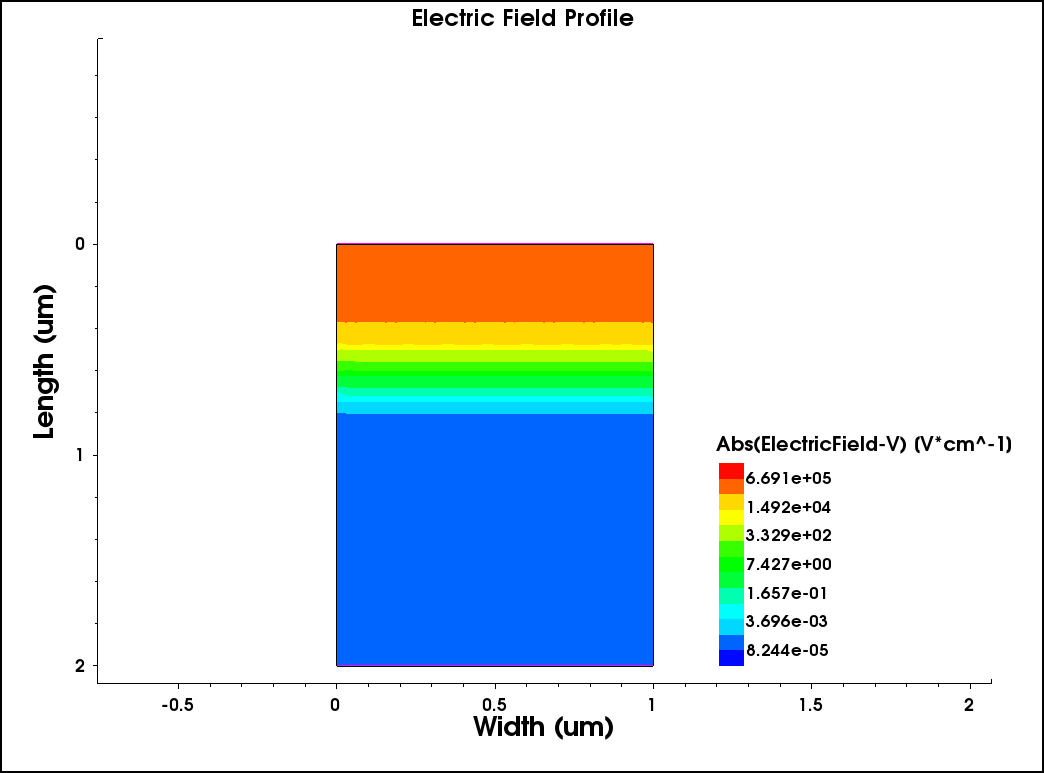 Electric Field Profile
0
1
2
Length (um)
-0.5
0
0.5
1
1.5
2
Width (um)
Abs(ElectricField-V) (V*cm^-1)
6.691e+05
1.492e+04
3.329e+02
7.427e+00
1.657e-01
3.696e-03
8.244e-05